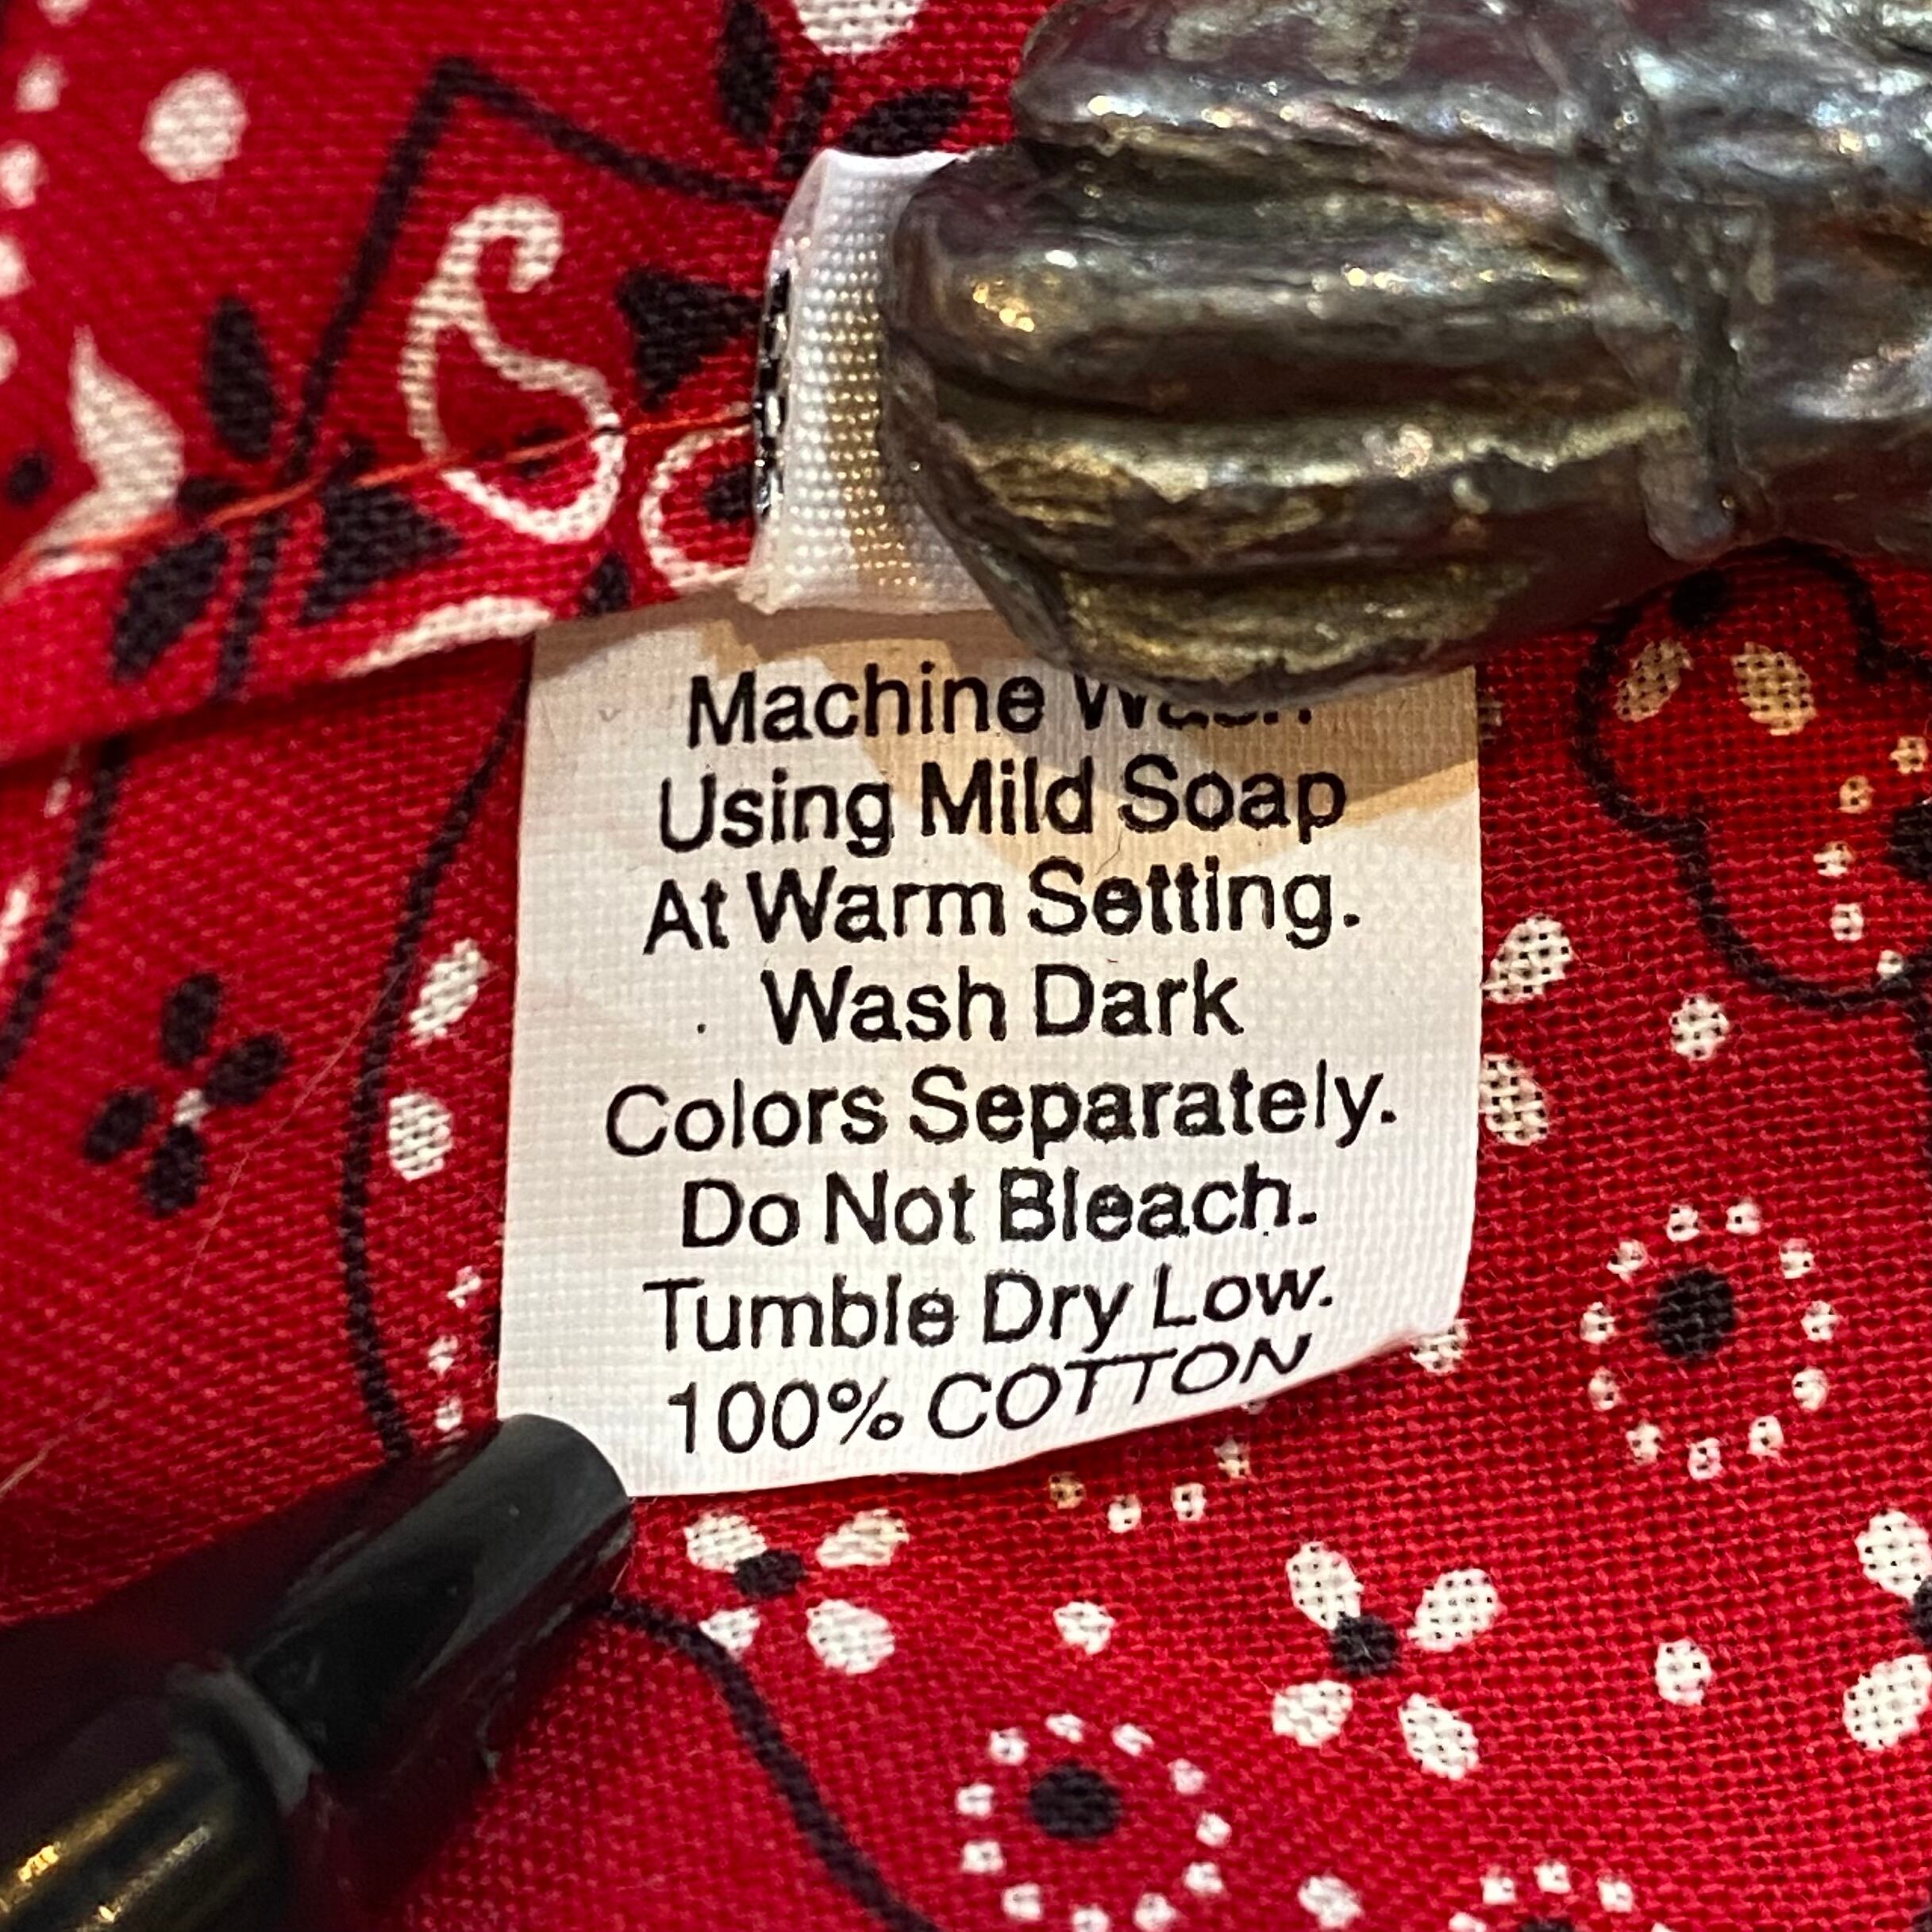 Machine Wash
Using Mild Soap
At Warm Setting.
Wash Dark
Colors Separately.
Do Not Bleach.
Tumble Dry Low.
100% COTTON